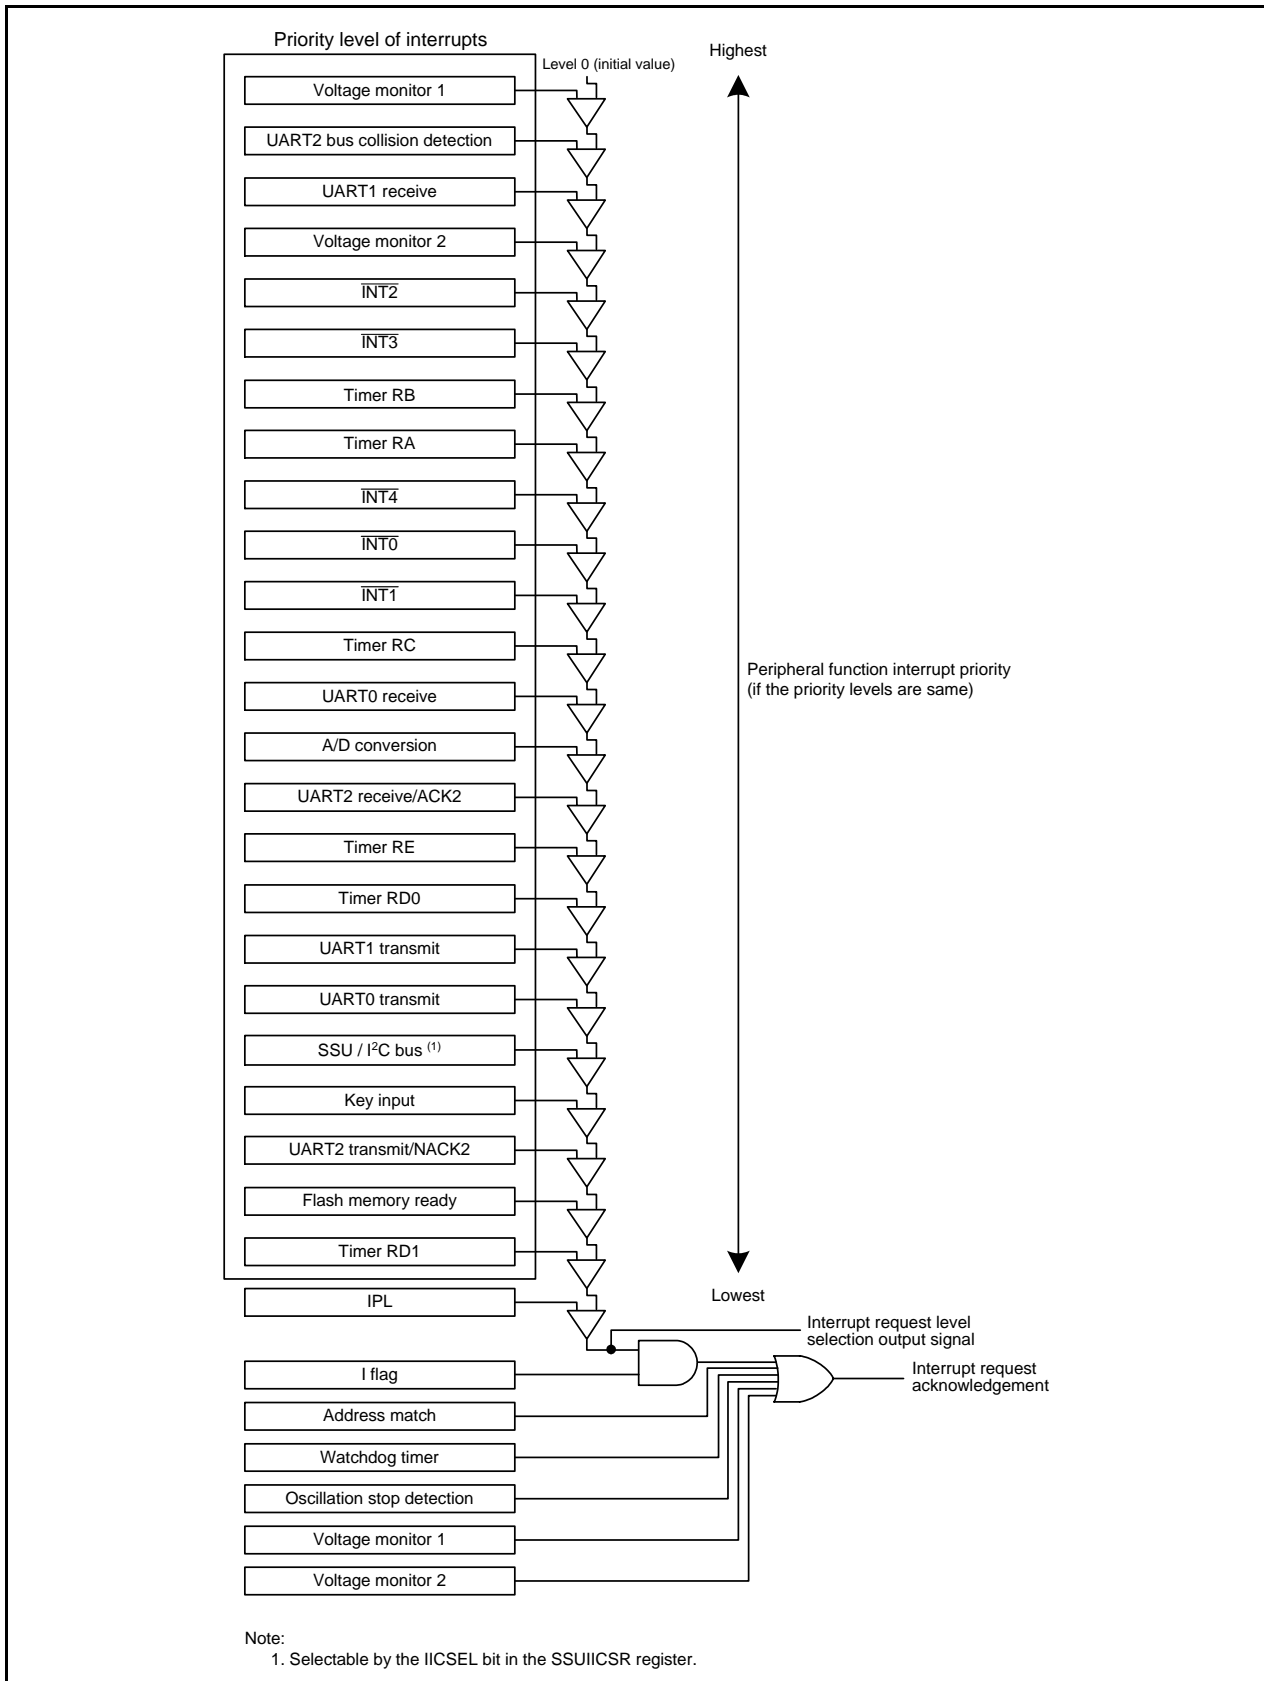 Priority level of interrupts
Highest
Level 0 (initial value)
Voltage monitor 1
UART2 bus collision detection
UART1 receive
Voltage monitor 2
INT2
INT3
Timer RB
Timer RA
INT4
INT0
INT1
Timer RC
Peripheral function interrupt priority
(if the priority levels are same)
UART0 receive
A/D conversion
UART2 receive/ACK2
Timer RE
Timer RD0
UART1 transmit
UART0 transmit
SSU / I²C bus (1)
Key input
UART2 transmit/NACK2
Flash memory ready
Timer RD1
Lowest
IPL
Interrupt request level
selection output signal
I flag
Interrupt request
acknowledgement
Address match
Watchdog timer
Oscillation stop detection
Voltage monitor 1
Voltage monitor 2
Note:
1. Selectable by the IICSEL bit in the SSUIICSR register.